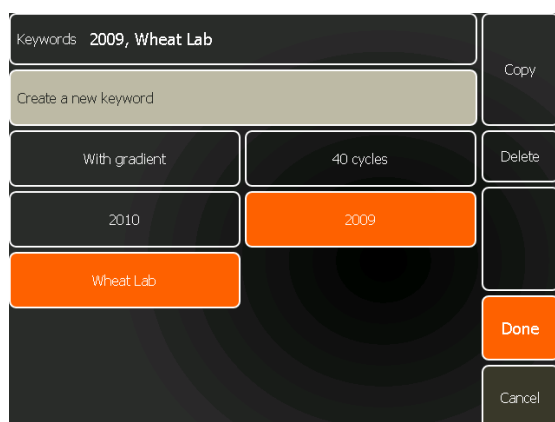 Keywords 2009, Wheat Lab
Copy
Create a new keyword
With gradient
40 cycles
Delete
2010
2009
Wheat Lab
Done
Cancel